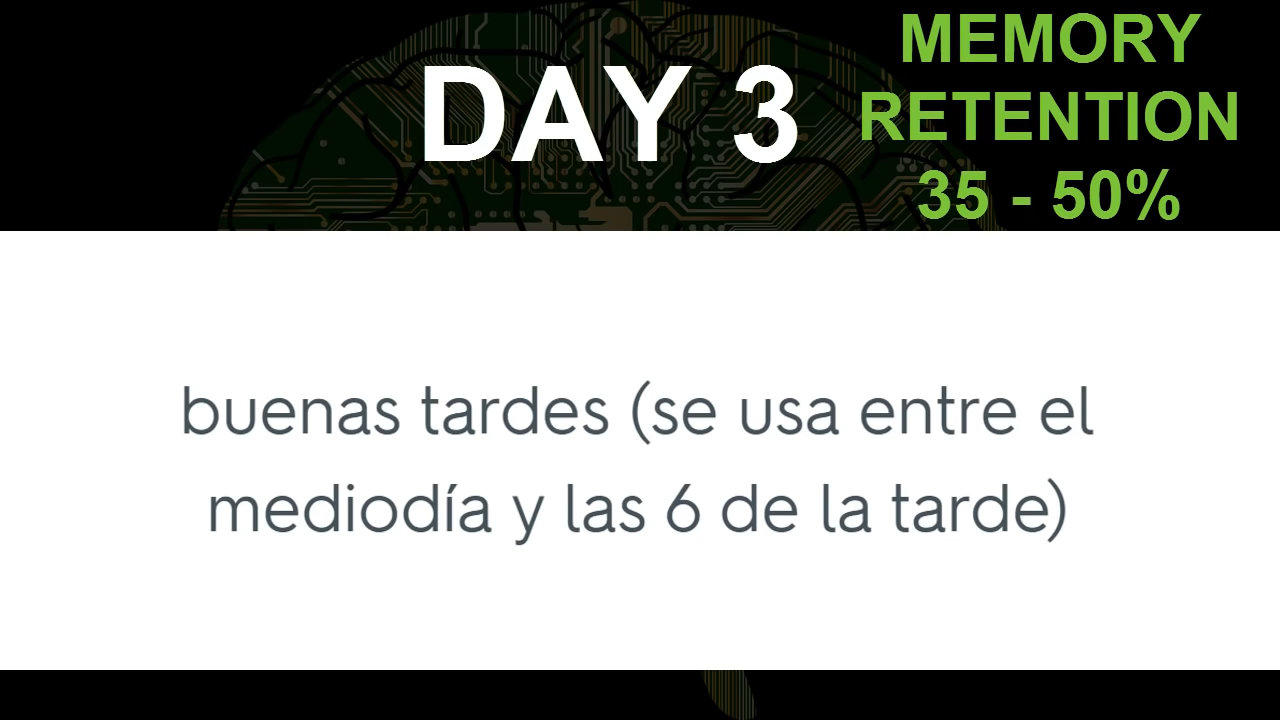 DAY 3
MEMORY
RETENTION
35 - 50%
buenas tardes (se usa entre el
mediodía y las 6 de la tarde)